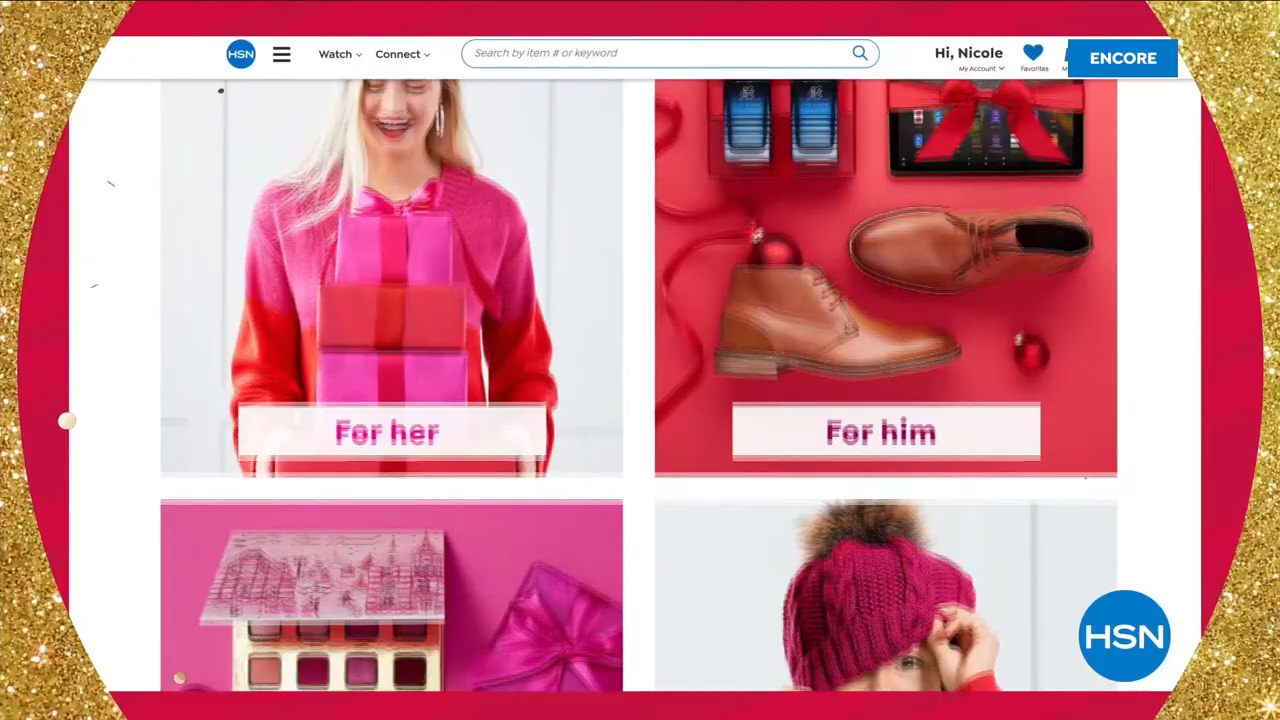 HSN
Watch
Connect
Search by item # or keyword
Hi, Nicole
My Account
Favorites
ENCORE
For her
For him
HSN